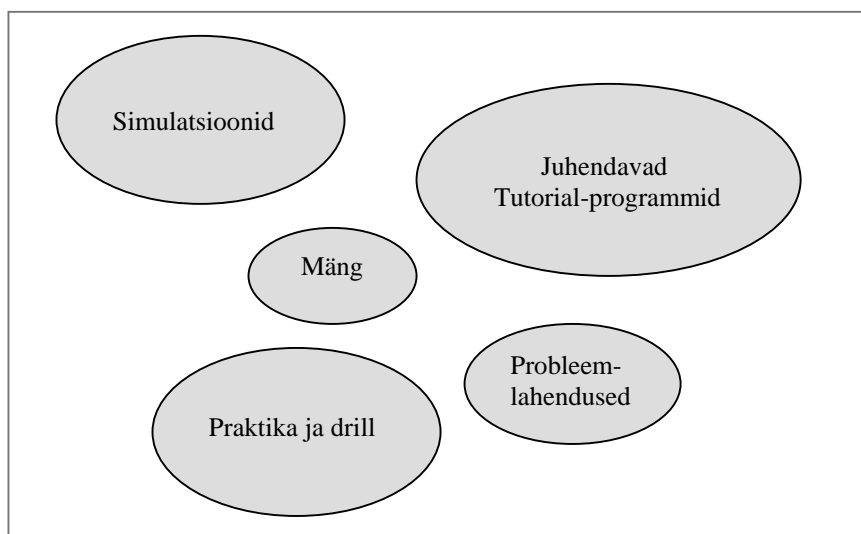 Simulatsioonid
Juhendavad
Tutorial-programmid
Mäng
Probleem-
lahendused
Praktika ja drill